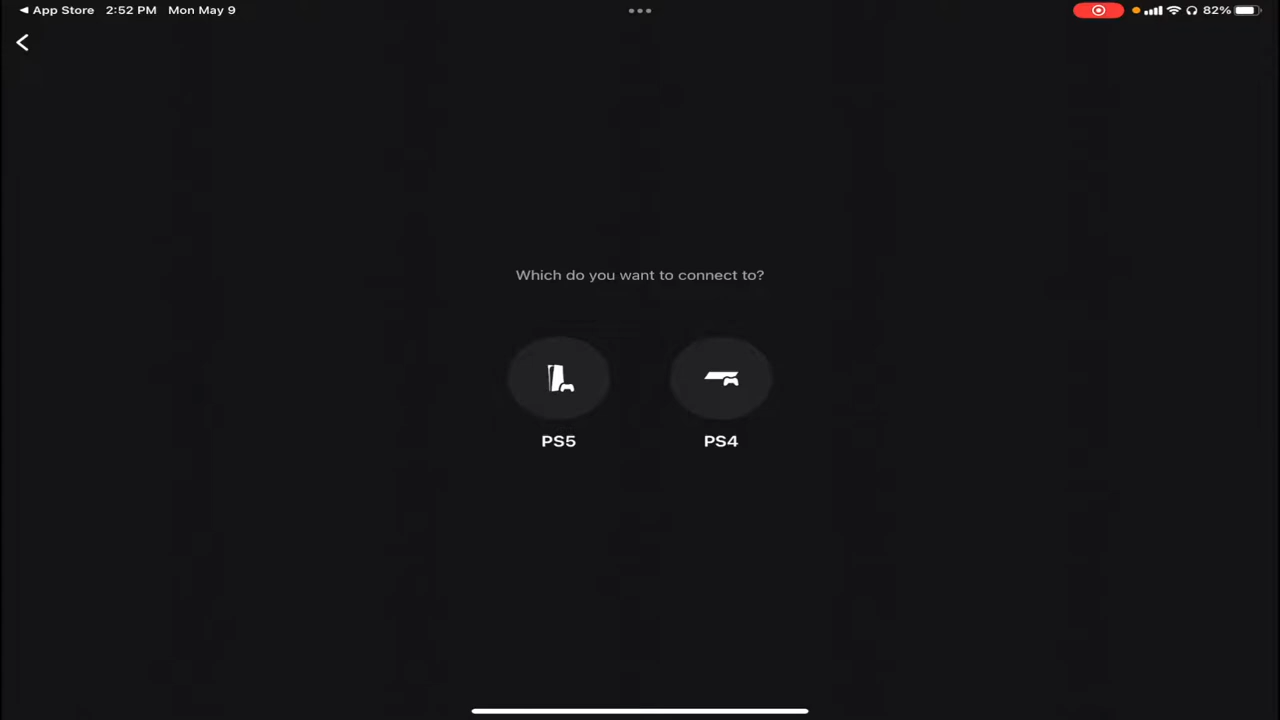 App Store 2:52 PM Mon May 9 82%
Which do you want to connect to?
PS5 PS4